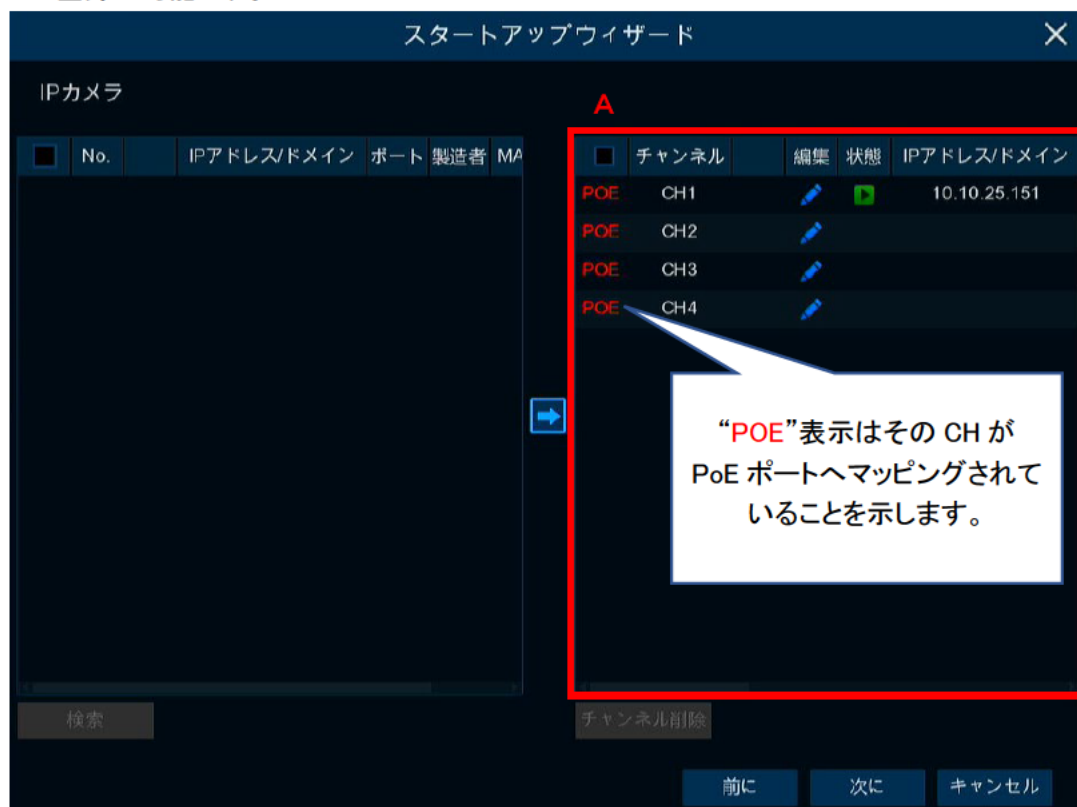 スタートアップウィザード
IPカメラ
A
No. IPアドレス/ドメイン ポート 製造者 MA
チャンネル 編集 状態 IPアドレス/ドメイン
POE CH1 10.10.25.151
POE CH2
POE CH3
POE CH4
“POE”表示はその CH が
PoE ポートへマッピングされて
いることを示します。
検索
チャンネル削除
前に 次に キャンセル